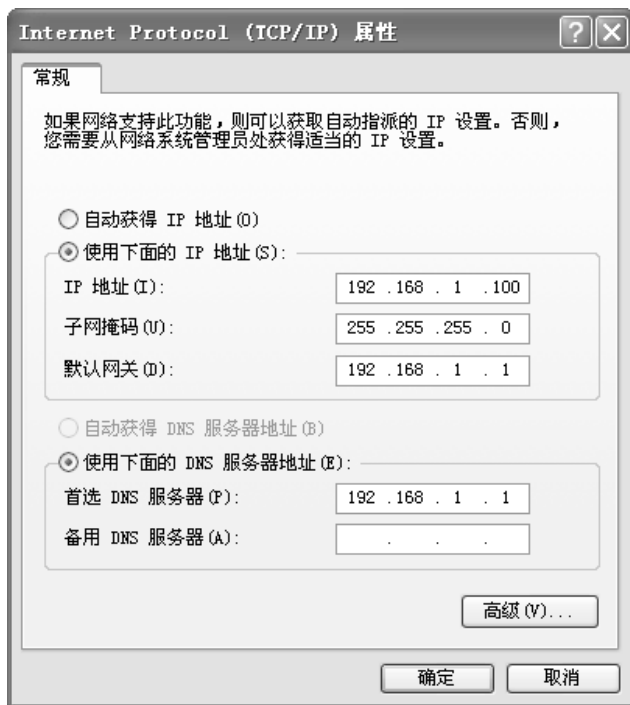 Internet Protocol (TCP/IP) 属性
常规
如果网络支持此功能，则可以获取自动指派的 IP 设置。否则，
您需要从网络系统管理员处获得适当的 IP 设置。
自动获得 IP 地址(O)
使用下面的 IP 地址(S):
IP 地址(I): 192 .168 . 1 .100
子网掩码(U): 255 .255 .255 . 0
默认网关(D): 192 .168 . 1 . 1
自动获得 DNS 服务器地址(B)
使用下面的 DNS 服务器地址(E):
首选 DNS 服务器(P): 192 .168 . 1 . 1
备用 DNS 服务器(A): . . .
高级(V)...
确定 取消